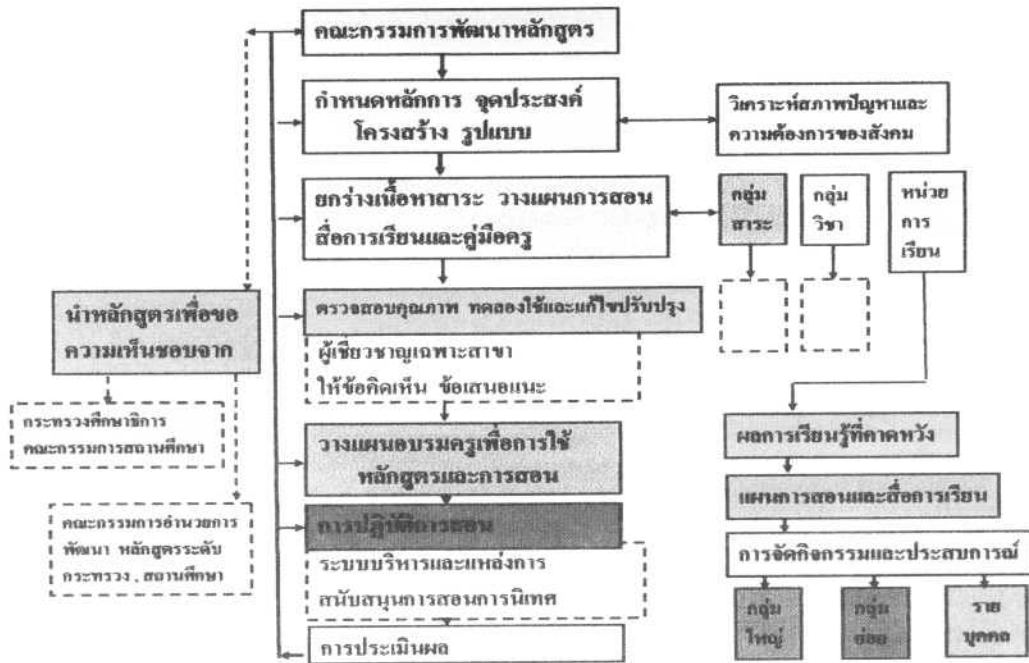 คณะกรรมการพัฒนาหลักสูตร
กำหนดหลักการ จุดประสงค์
โครงสร้าง รูปแบบ
วิเคราะห์สภาพปัญหาและ
ความต้องการของสังคม
ยกร่างเนื้อหาสาระ วางแผนการสอน
สื่อการเรียนและคู่มือครู
กลุ่ม
สาระ
กลุ่ม
วิชา
หน่วย
การ
เรียน
ตรวจสอบคุณภาพ ทดลองใช้และแก้ไขปรับปรุง
ผู้เชี่ยวชาญเฉพาะสาขา
ให้ข้อคิดเห็น ข้อเสนอแนะ
นำหลักสูตรเพื่อขอ
ความเห็นชอบจาก
กระทรวงศึกษาธิการ
คณะกรรมการสถานศึกษา
คณะกรรมการอำนวยการ
พัฒนา หลักสูตรระดับ
กระทรวง , สถานศึกษา
วางแผนอบรมครูเพื่อการใช้
หลักสูตรและการสอน
การปฏิบัติการสอน
ระบบบริหารและแหล่งการ
สนับสนุนการสอนการนิเทศ
การประเมินผล
ผลการเรียนรู้ที่คาดหวัง
แผนการสอนและสื่อการเรียน
การจัดกิจกรรมและประสบการณ์
กลุ่ม
ใหญ่
กลุ่ม
ย่อย
ราย
บุคคล